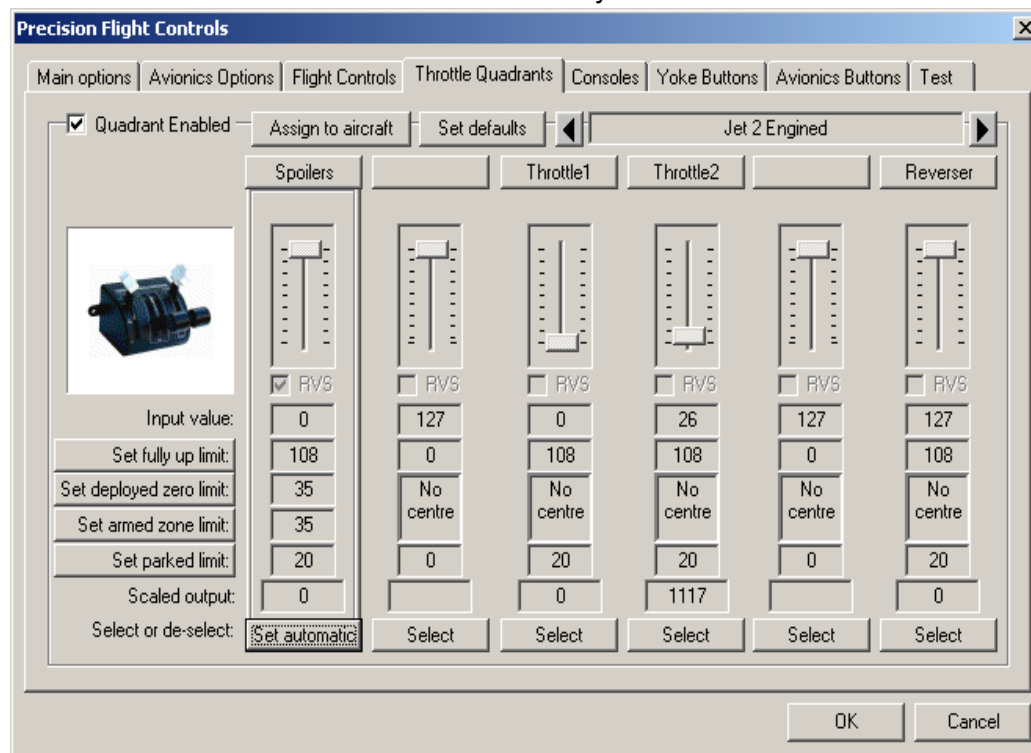 Precision Flight Controls
Main options Avionics Options Flight Controls Throttle Quadrants Consoles Yoke Buttons Avionics Buttons Test
Quadrant Enabled Assign to aircraft Set defaults Jet 2 Engined
Spoilers Throttle1 Throttle2 Reverser
RVS RVS RVS RVS RVS RVS
Input value: 0 127 0 26 127 127
Set fully up limit: 108 0 108 108 0 108
Set deployed zero limit: 35 No centre No centre No centre No centre No centre
Set armed zone limit: 35
Set parked limit: 20 0 20 20 0 20
Scaled output: 0 0 1117 0
Select or de-select: Set automatic Select Select Select Select Select
OK Cancel